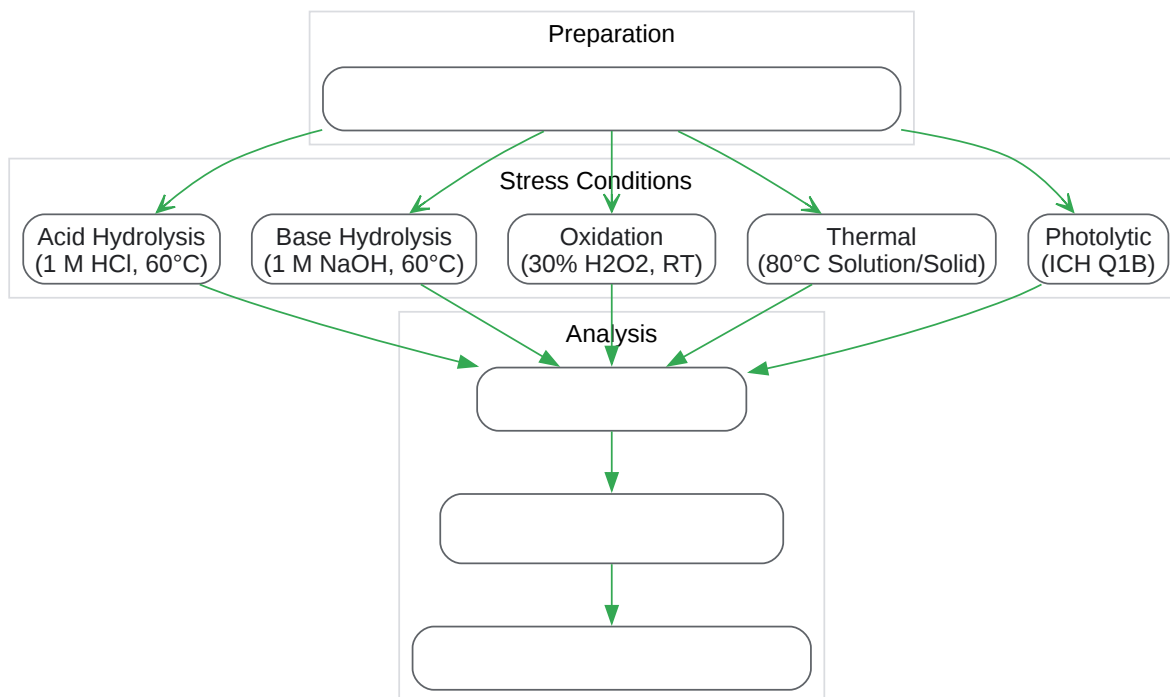 Preparation
Stress Conditions
Acid Hydrolysis
(1 M HCl, 60°C)
Base Hydrolysis
(1 M NaOH, 60°C)
Oxidation
(30% H2O2, RT)
Thermal
(80°C Solution/Solid)
Photolytic
(ICH Q1B)
Analysis